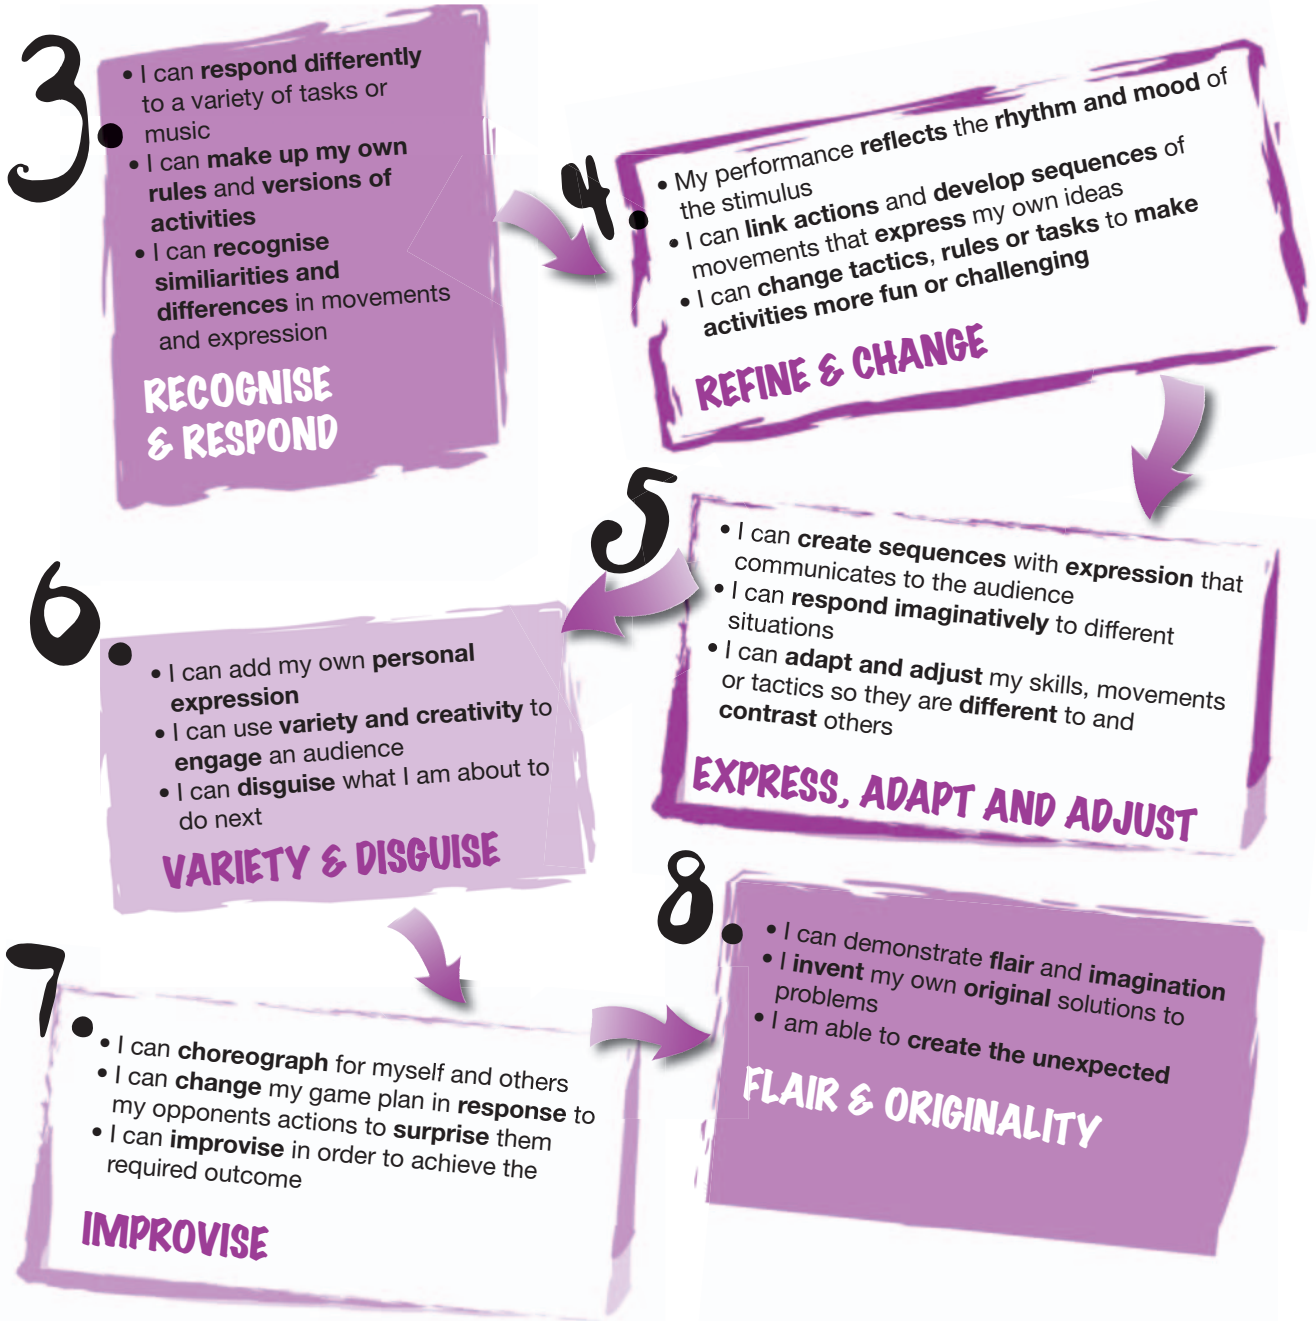 3.
• I can respond differently
to a variety of tasks or
music
• I can make up my own
rules and versions of
activities
• I can recognise
similiarities and
differences in movements
and expression
RECOGNISE
& RESPOND
4.
• My performance reflects the rhythm and mood of
the stimulus
• I can link actions and develop sequences of
movements that express my own ideas
• I can change tactics, rules or tasks to make
activities more fun or challenging
REFINE & CHANGE
5
• I can create sequences with expression that
communicates to the audience
• I can respond imaginatively to different
situations
• I can adapt and adjust my skills, movements
or tactics so they are different to and
contrast others
EXPRESS, ADAPT AND ADJUST
6.
• I can add my own personal
expression
• I can use variety and creativity to
engage an audience
• I can disguise what I am about to
do next
VARIETY & DISGUISE
7.
• I can choreograph for myself and others
• I can change my game plan in response to
my opponents actions to surprise them
• I can improvise in order to achieve the
required outcome
IMPROVISE
8.
• I can demonstrate flair and imagination
• I invent my own original solutions to
problems
• I am able to create the unexpected
FLAIR & ORIGINALITY